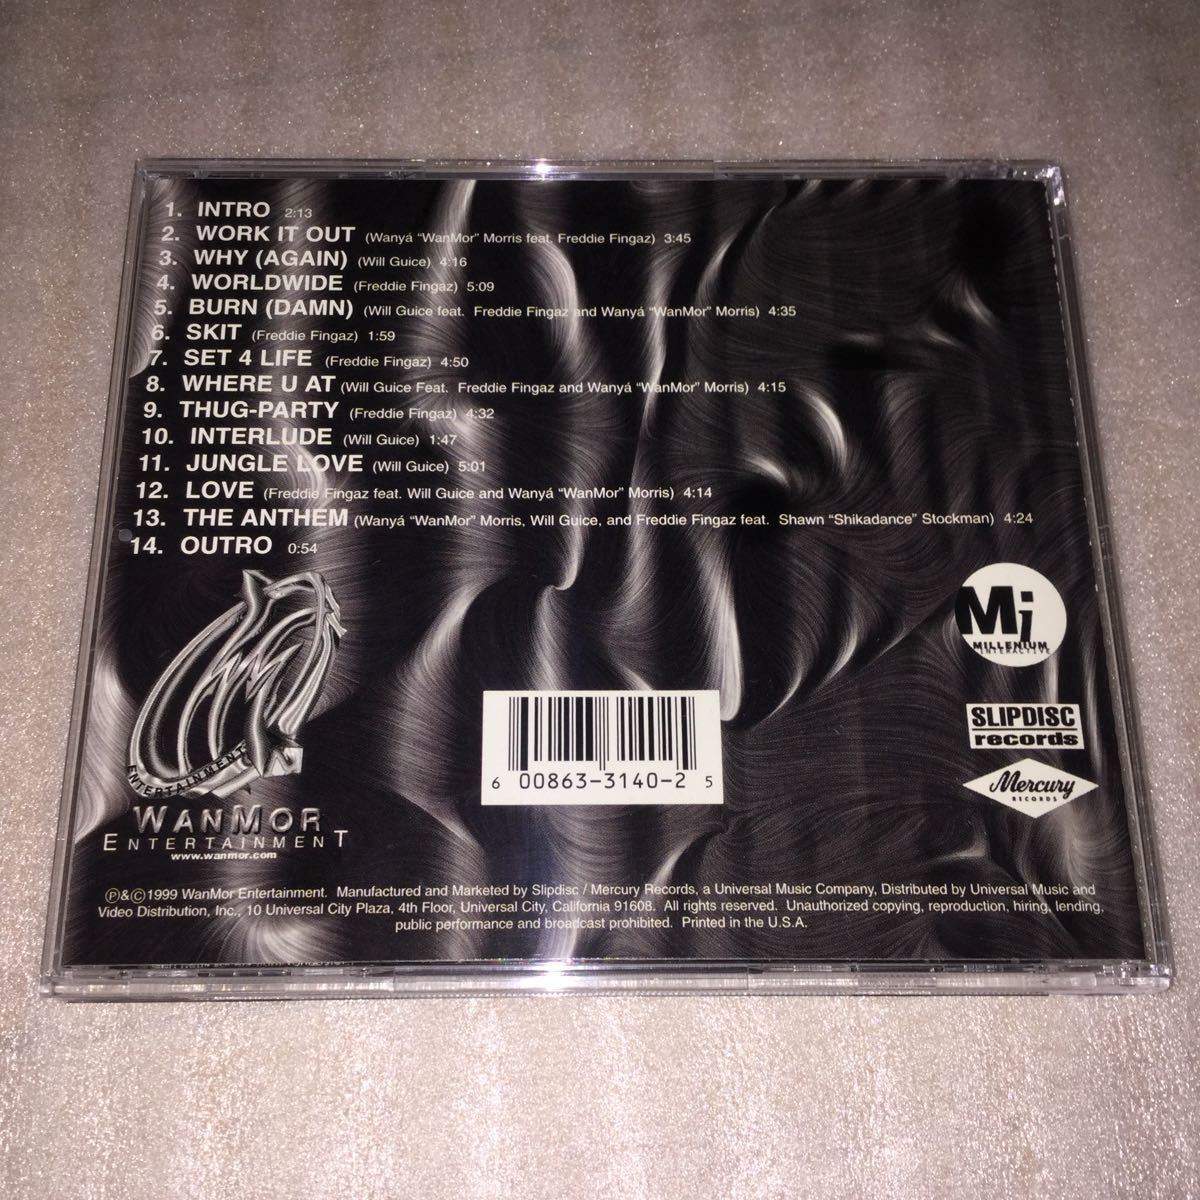 1. INTRO 2:13
2. WORK IT OUT (Wanyá "WanMor" Morris feat. Freddie Fingaz) 3:45
3. WHY (AGAIN) (Will Guice) 4:16
4. WORLDWIDE (Freddie Fingaz) 5:09
5. BURN (DAMN) (Will Guice feat. Freddie Fingaz and Wanyá "WanMor" Morris) 4:35
6. SKIT (Freddie Fingaz) 1:59
7. SET 4 LIFE (Freddie Fingaz) 4:50
8. WHERE U AT (Will Guice Feat. Freddie Fingaz and Wanyá "WanMor" Morris) 4:15
9. THUG-PARTY (Freddie Fingaz) 4:32
10. INTERLUDE (Will Guice) 1:47
11. JUNGLE LOVE (Will Guice) 5:01
12. LOVE (Freddie Fingaz feat. Will Guice and Wanyá "WanMor" Morris) 4:14
13. THE ANTHEM (Wanyá "WanMor" Morris, Will Guice, and Freddie Fingaz feat. Shawn "Shikadance" Stockman) 4:24
14. OUTRO 0:54
ENTERTAINMENT
WANMOR
ENTERTAINMENT
www.wanmor.com
6 00863-3140-2 5
Mi
MILLENIUM
INTERACTIVE
SLIPDISC
records
Mercury
RECORDS
℗&©1999 WanMor Entertainment. Manufactured and Marketed by Slipdisc / Mercury Records, a Universal Music Company, Distributed by Universal Music and
Video Distribution, Inc., 10 Universal City Plaza, 4th Floor, Universal City, California 91608. All rights reserved. Unauthorized copying, reproduction, hiring, lending,
public performance and broadcast prohibited. Printed in the U.S.A.